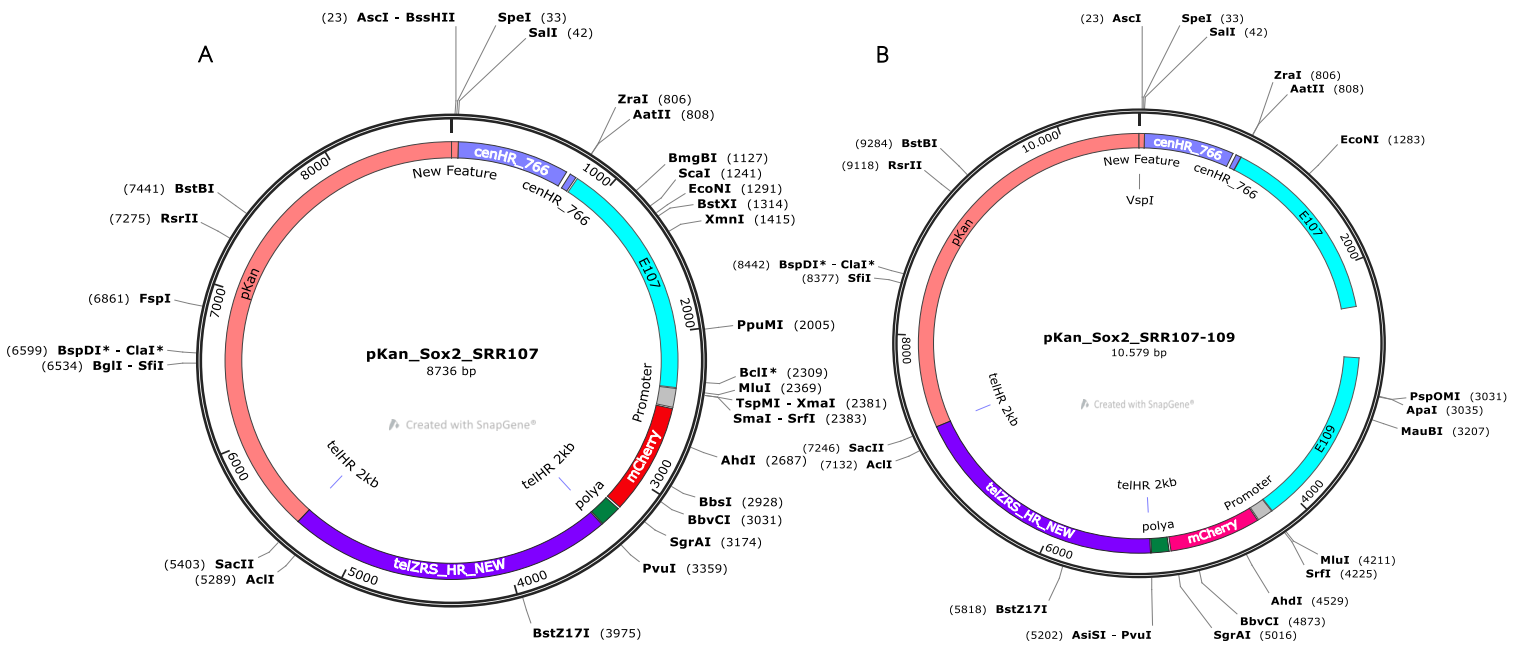 A
(23) AscI - BssHII
SpeI (33)
SalI (42)
ZraI (806)
AatII (808)
BmgBI (1127)
ScaI (1241)
EcoNI (1291)
BstXI (1314)
XmnI (1415)
PpuMI (2005)
BclI* (2309)
MluI (2369)
TspMI - XmaI (2381)
SmaI - SrfI (2383)
AhdI (2687)
BbsI (2928)
BbvCI (3031)
SgrAI (3174)
PvuI (3359)
BstZ17I (3975)
(5289) AclI
(5403) SacII
(6534) BglI - SfiI
(6599) BspDI* - ClaI*
(6861) FspI
(7275) RsrII
(7441) BstBI
1000
2000
3000
4000
5000
6000
7000
8000
cenHR_766
New Feature
cenHR_766
E107
Promoter
mCherry
polya
telHR 2kb
telZRS_HR_NEW
telHR 2kb
pKan
pKan_Sox2_SRR107
8736 bp
Created with SnapGene®
B
(23) AscI
SpeI (33)
SalI (42)
ZraI (806)
AatII (808)
EcoNI (1283)
PspOMI (3031)
ApaI (3035)
MauBI (3207)
MluI (4211)
SrfI (4225)
AhdI (4529)
BbvCI (4873)
SgrAI (5016)
(5202) AsiSI - PvuI
(5818) BstZ17I
(7132) AclI
(7246) SacII
(8377) SfiI
(8442) BspDI* - ClaI*
(9118) RsrII
(9284) BstBI
2000
4000
6000
8000
10.000
cenHR_766
New Feature
cenHR_766
VspI
E107
E109
Promoter
mCherry
polya
telHR 2kb
telZRS_HR_NEW
telHR 2kb
pKan
pKan_Sox2_SRR107-109
10.579 bp
Created with SnapGene®